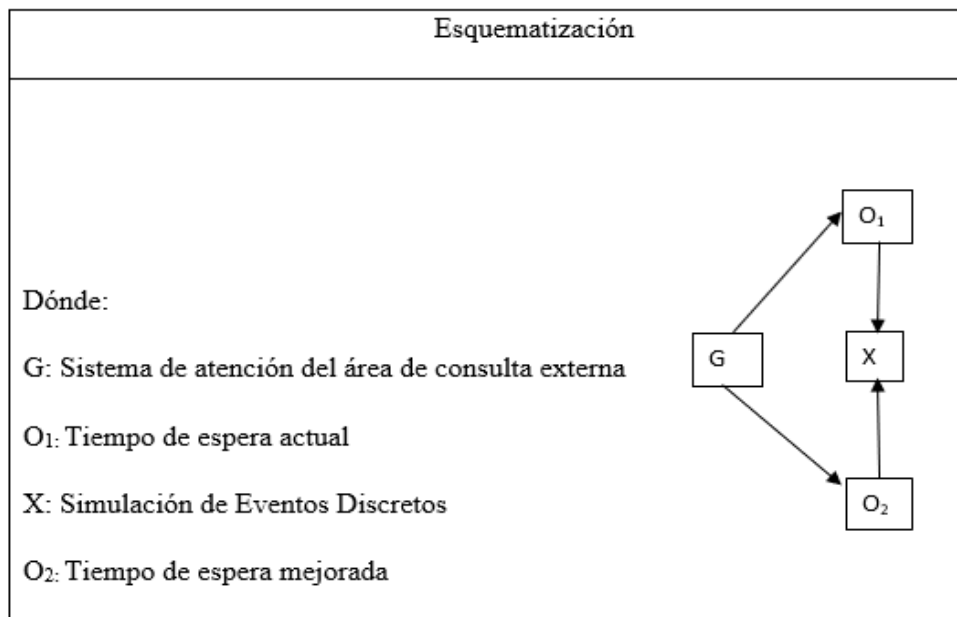 Esquematización
O₁
Dónde:
G
X
G: Sistema de atención del área de consulta externa
O₁: Tiempo de espera actual
X: Simulación de Eventos Discretos
O₂
O₂: Tiempo de espera mejorada